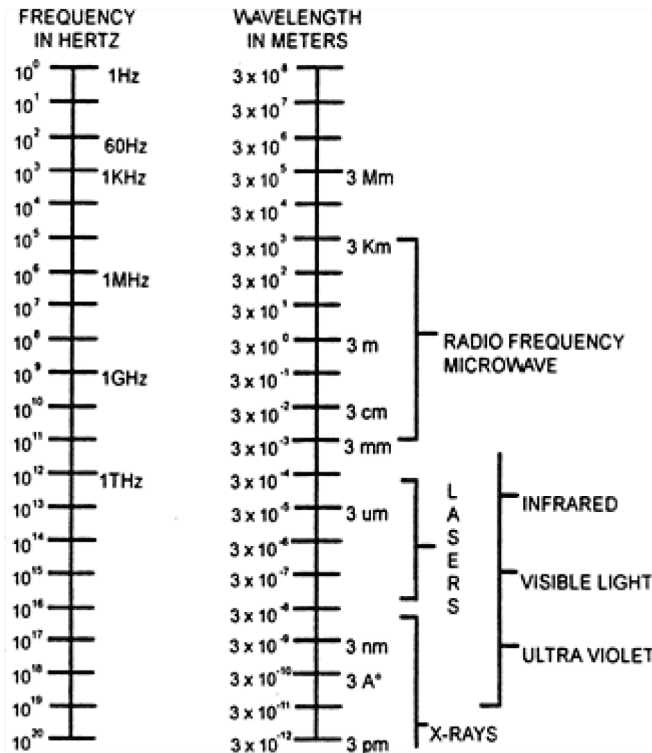 FREQUENCY
IN HERTZ
10⁰ 1Hz
10¹
10² 60Hz
10³ 1KHz
10⁴
10⁵
10⁶ 1MHz
10⁷
10⁸
10⁹ 1GHz
10¹⁰
10¹¹
10¹² 1THz
10¹³
10¹⁴
10¹⁵
10¹⁶
10¹⁷
10¹⁸
10¹⁹
10²⁰
WAVELENGTH
IN METERS
3 x 10⁸
3 x 10⁷
3 x 10⁶
3 x 10⁵ 3 Mm
3 x 10⁴
3 x 10³ 3 Km
3 x 10²
3 x 10¹
3 x 10⁰ 3 m
3 x 10⁻¹
3 x 10⁻² 3 cm
3 x 10⁻³ 3 mm
3 x 10⁻⁴
3 x 10⁻⁵ 3 um
3 x 10⁻⁶
3 x 10⁻⁷
3 x 10⁻⁸
3 x 10⁻⁹ 3 nm
3 x 10⁻¹⁰ 3 A°
3 x 10⁻¹¹
3 x 10⁻¹² 3 pm
RADIO FREQUENCY
MICROWAVE
LASERS
INFRARED
VISIBLE LIGHT
ULTRA VIOLET
X-RAYS